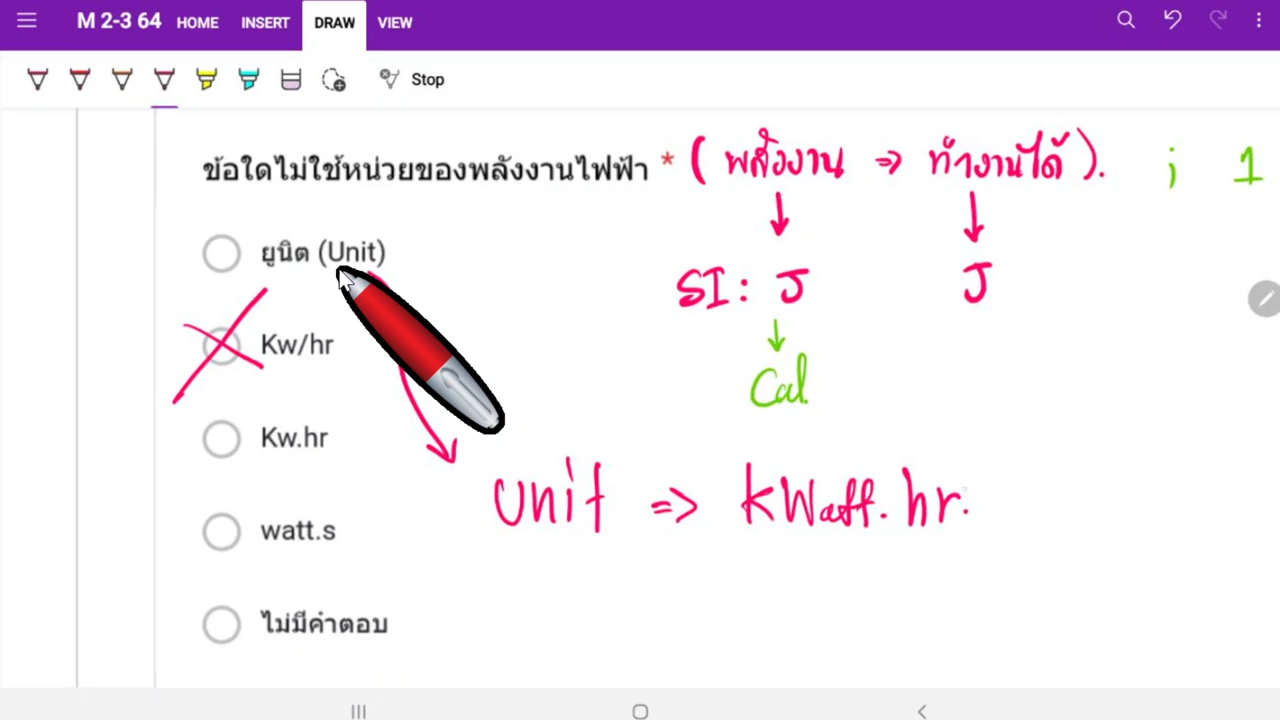 M 2-3 64 HOME INSERT DRAW VIEW
Stop
ข้อใดไม่ใช้หน่วยของพลังงานไฟฟ้า * (พลังงาน => ทำงานได้). ; 1
ยูนิต (Unit)
SI: J J
Kw/hr
Cal.
Kw.hr
unit => kWatt.hr.
watt.s
ไม่มีคำตอบ